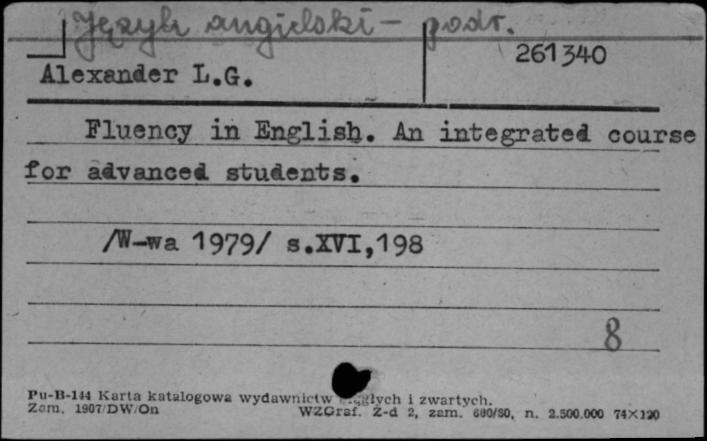 Język angielski - podr.
261340
Alexander L.G.
Fluency in English. An integrated course
for advanced students.
/W-wa 1979/ s.XVI,198
8
Pu-B-144 Karta katalogowa wydawnictw ciągłych i zwartych.
Zam. 1907/DW/On WZGraf. Z-d 2, zam. 680/80, n. 2.500.000 74×120